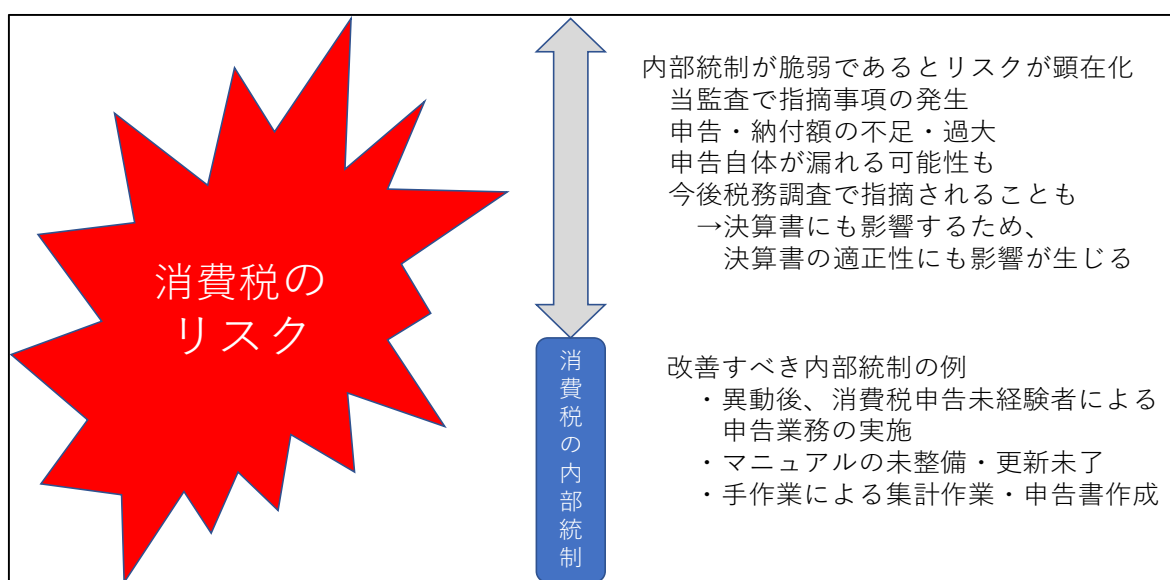 消費税の
リスク
消費税の内部統制
内部統制が脆弱であるとリスクが顕在化
当監査で指摘事項の発生
申告・納付額の不足・過大
申告自体が漏れる可能性も
今後税務調査で指摘されることも
→決算書にも影響するため、
決算書の適正性にも影響が生じる
改善すべき内部統制の例
・異動後、消費税申告未経験者による
申告業務の実施
・マニュアルの未整備・更新未了
・手作業による集計作業・申告書作成